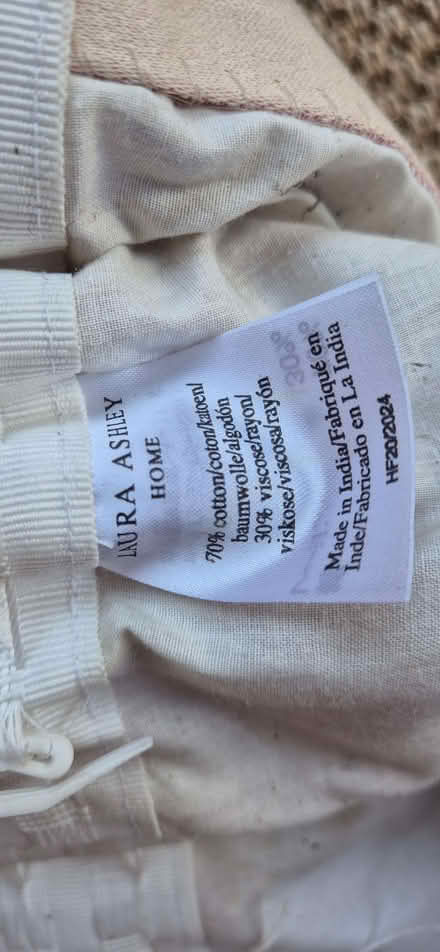 LAURA ASHLEY
HOME
70% cotton/coton/katoen/
baumwolle/algodón
30% viscose/rayon/
viskose/viscosa/rayón
Made in India/Fabriqué en
Inde/Fabricado en La India
HF20/2024